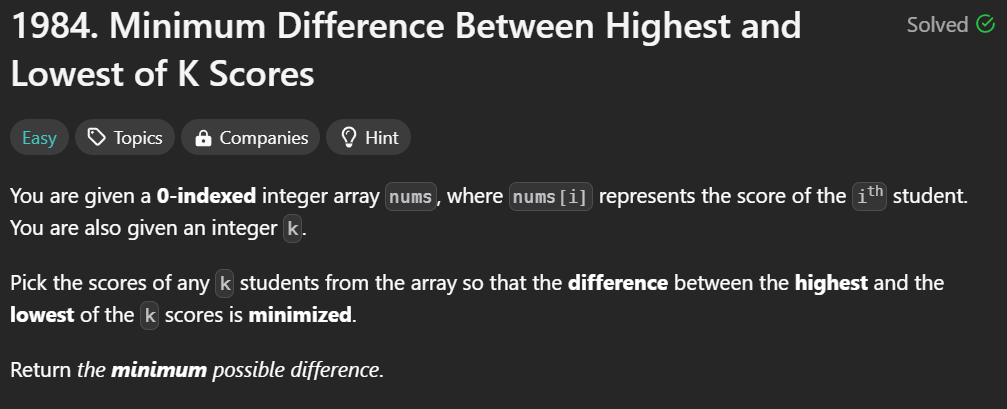 1984. Minimum Difference Between Highest and
Lowest of K Scores
Solved
Easy
Topics
Companies
Hint
You are given a 0-indexed integer array nums, where nums[i] represents the score of the ith student.
You are also given an integer k.
Pick the scores of any k students from the array so that the difference between the highest and the
lowest of the k scores is minimized.
Return the minimum possible difference.